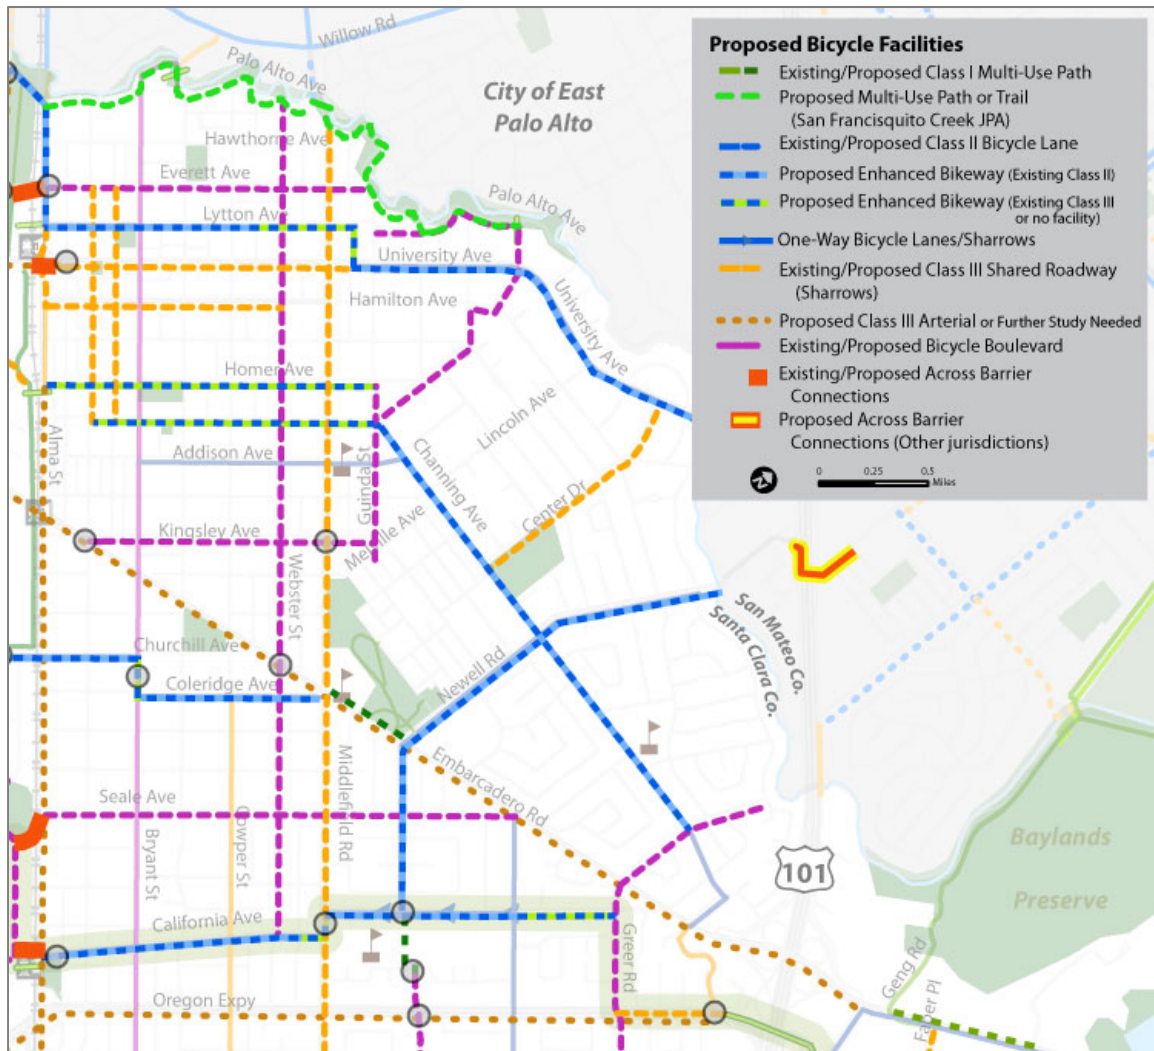 Willow Rd
Palo Alto Ave
City of East
Palo Alto
Hawthorne Ave
Everett Ave
Lytton Ave
Palo Alto Ave
University Ave
Hamilton Ave
University Ave
Homer Ave
Lincoln Ave
Alma St
Addison Ave
Guinda St
Channing Ave
Center Dr
Kingsley Ave
Melville Ave
Webster St
San Mateo Co.
Santa Clara Co.
Churchill Ave
Coleridge Ave
Newell Rd
Embarcadero Rd
Middlefield Rd
Seale Ave
Bryant St
Cowper St
California Ave
Greer Rd
Oregon Expy
101
Baylands
Preserve
Geng Rd
Faber Pl
Proposed Bicycle Facilities
Existing/Proposed Class I Multi-Use Path
Proposed Multi-Use Path or Trail
(San Francisquito Creek JPA)
Existing/Proposed Class II Bicycle Lane
Proposed Enhanced Bikeway (Existing Class II)
Proposed Enhanced Bikeway (Existing Class III
or no facility)
One-Way Bicycle Lanes/Sharrows
Existing/Proposed Class III Shared Roadway
(Sharrows)
Proposed Class III Arterial or Further Study Needed
Existing/Proposed Bicycle Boulevard
Existing/Proposed Across Barrier
Connections
Proposed Across Barrier
Connections (Other jurisdictions)
N
0 0.25 0.5
Miles